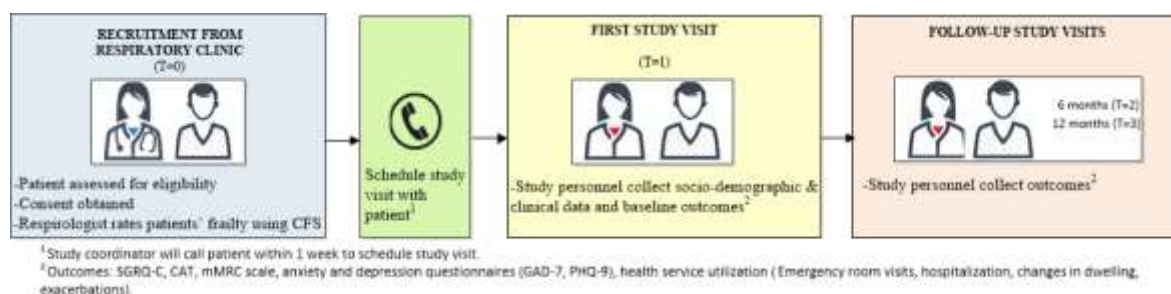 RECRUITMENT FROM
RESPIRATORY CLINIC
(T=0)
-Patient assessed for eligibility
-Consent obtained
-Respirologist rates patients' frailty using CFS
Schedule study
visit with
patient1
FIRST STUDY VISIT
(T=1)
-Study personnel collect socio-demographic &
clinical data and baseline outcomes2
FOLLOW-UP STUDY VISITS
6 months (T=2)
12 months (T=3)
-Study personnel collect outcomes2
1 Study coordinator will call patient within 1 week to schedule study visit.
2 Outcomes: SGRQ-C, CAT, mMRC scale, anxiety and depression questionnaires (GAD-7, PHQ-9), health service utilization ( Emergency room visits, hospitalization, changes in dwelling,
exacerbations).